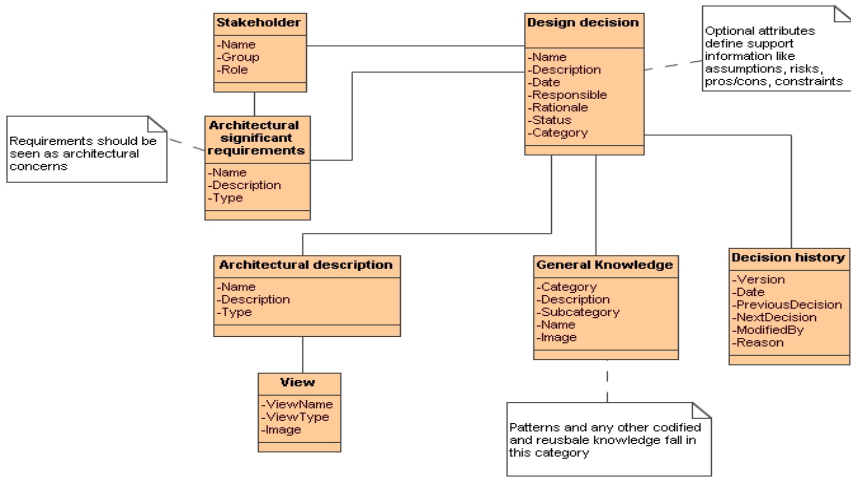 Stakeholder
-Name
-Group
-Role
Design decision
-Name
-Description
-Date
-Responsible
-Rationale
-Status
-Category
Optional attributes
define support
information like
assumptions, risks,
pros/cons, constraints
Requirements should be
seen as architectural
concerns
Architectural
significant
requirements
-Name
-Description
-Type
Architectural description
-Name
-Description
-Type
General Knowledge
-Category
-Description
-Subcategory
-Name
-Image
Decision history
-Version
-Date
-PreviousDecision
-NextDecision
-ModifiedBy
-Reason
View
-ViewName
-ViewType
-Image
Patterns and any other codified
and reusbale knowledge fall in
this category